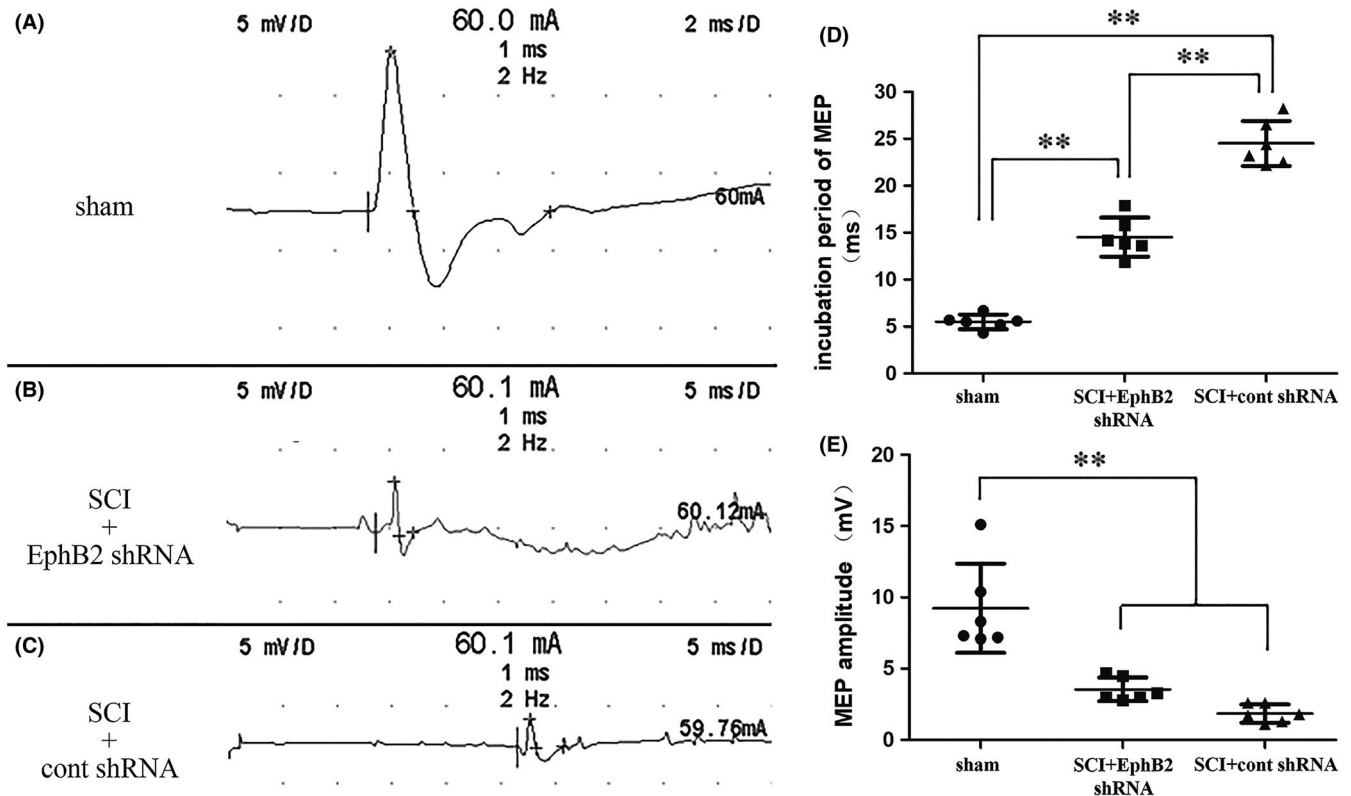 (A)
5 mV/D 60.0 mA 2 ms/D
1 ms
2 Hz
sham
60mA
(B)
5 mV/D 60.1 mA 5 ms/D
1 ms
2 Hz
SCI
+
EphB2 shRNA
60.12mA
(C)
5 mV/D 60.1 mA 5 ms/D
1 ms
2 Hz
SCI
+
cont shRNA
59.76mA
(D)
**
**
**
incubation period of MEP
（ms）
30
25
20
15
10
5
0
sham
SCI+EphB2
shRNA
SCI+cont shRNA
(E)
**
MEP amplitude （mV）
20
15
10
5
0
sham
SCI+EphB2
shRNA
SCI+cont shRNA